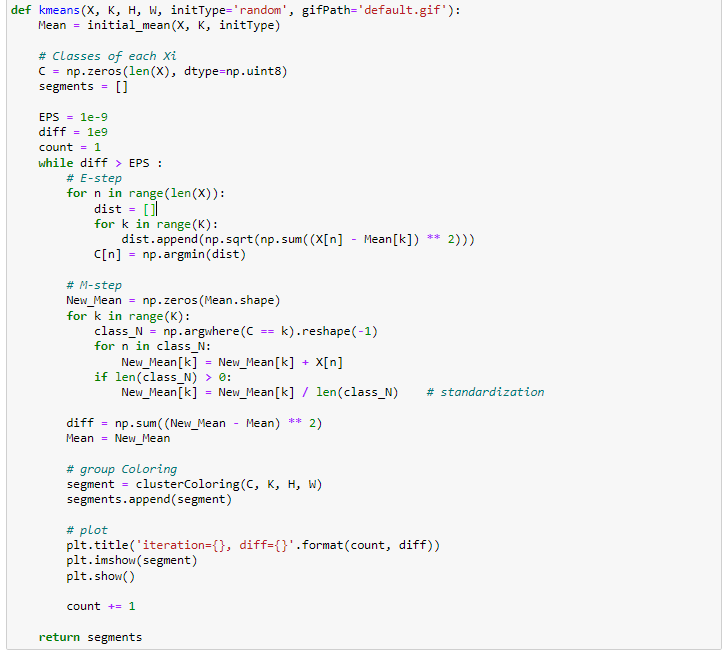 def kmeans(X, K, H, W, initType='random', gifPath='default.gif'):
    Mean = initial_mean(X, K, initType)

    # Classes of each Xi
    C = np.zeros(len(X), dtype=np.uint8)
    segments = []

    EPS = 1e-9
    diff = 1e9
    count = 1
    while diff > EPS :
        # E-step
        for n in range(len(X)):
            dist = []
            for k in range(K):
                dist.append(np.sqrt(np.sum((X[n] - Mean[k]) ** 2)))
            C[n] = np.argmin(dist)

        # M-step
        New_Mean = np.zeros(Mean.shape)
        for k in range(K):
            class_N = np.argwhere(C == k).reshape(-1)
            for n in class_N:
                New_Mean[k] = New_Mean[k] + X[n]
            if len(class_N) > 0:
                New_Mean[k] = New_Mean[k] / len(class_N)    # standardization

        diff = np.sum((New_Mean - Mean) ** 2)
        Mean = New_Mean

        # group Coloring
        segment = clusterColoring(C, K, H, W)
        segments.append(segment)

        # plot
        plt.title('iteration={}, diff={}'.format(count, diff))
        plt.imshow(segment)
        plt.show()

        count += 1

    return segments